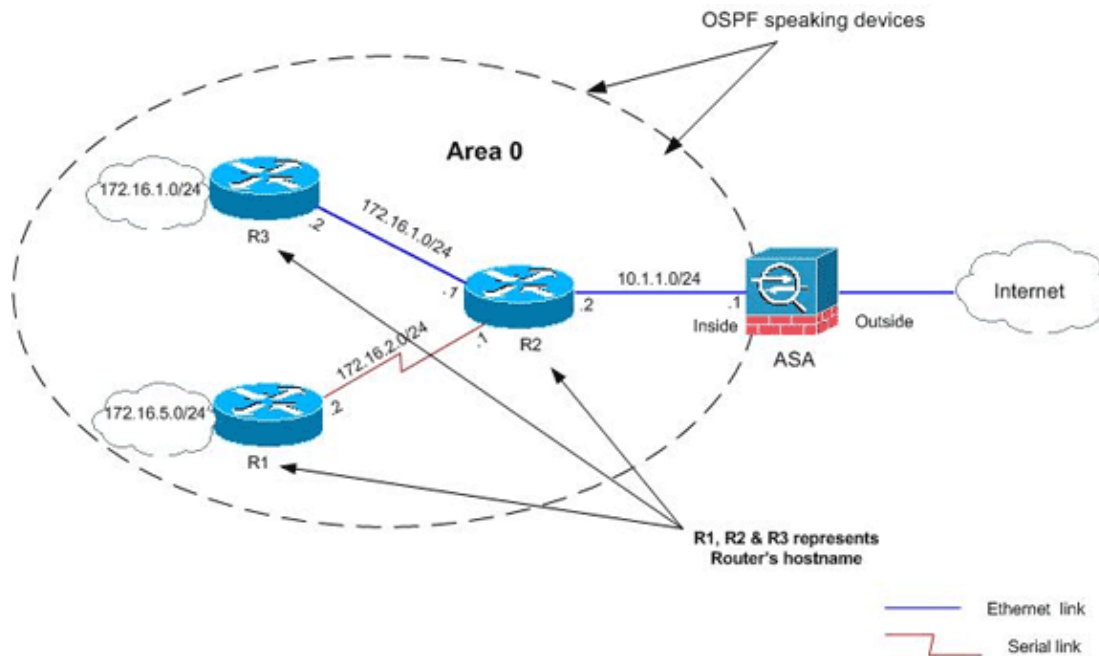 OSPF speaking devices
Area 0
172.16.1.0/24
R3
.2
172.16.1.0/24
.1
R2
.2
10.1.1.0/24
.1
Inside
Outside
ASA
Internet
172.16.2.0/24
.1
.2
172.16.5.0/24
R1
R1, R2 & R3 represents
Router's hostname
Ethernet link
Serial link